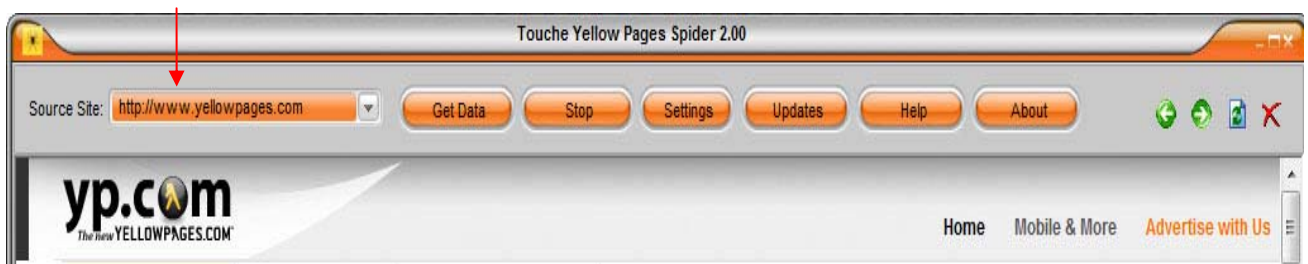 Touche Yellow Pages Spider 2.00
Source Site: http://www.yellowpages.com Get Data Stop Settings Updates Help About
yp.com
The new YELLOWPAGES.COM
Home Mobile & More Advertise with Us